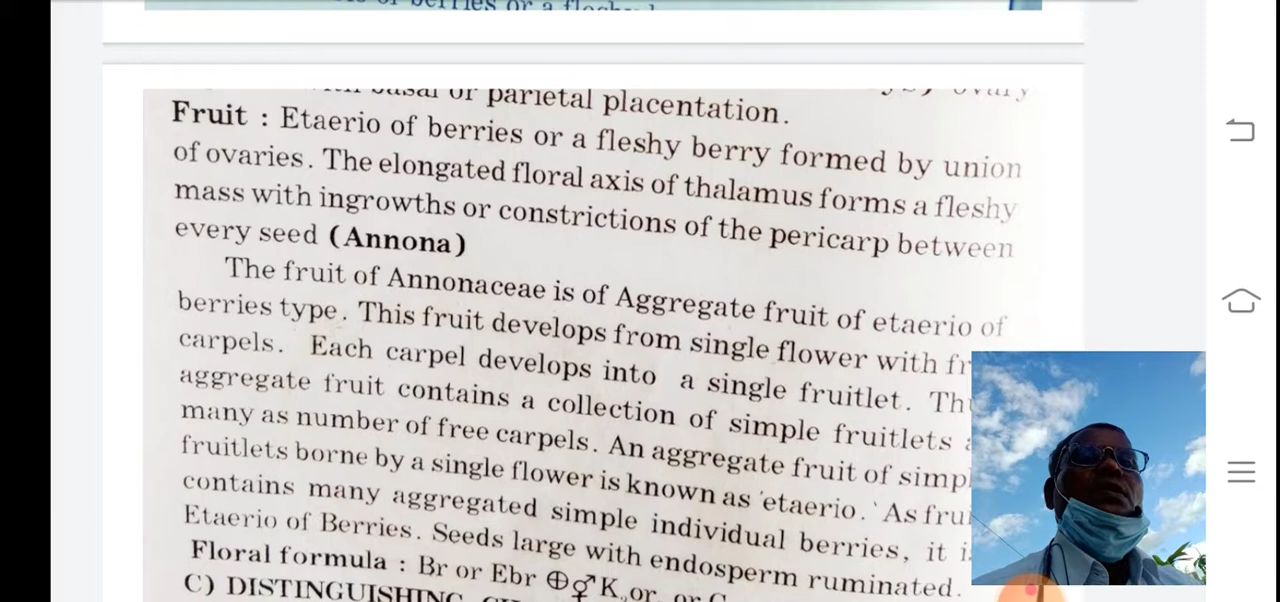 of berries or a
basal or parietal placentation.
Fruit : Etaerio of berries or a fleshy berry formed by union
of ovaries. The elongated floral axis of thalamus forms a fleshy
mass with ingrowths or constrictions of the pericarp between
every seed (Annona)
The fruit of Annonaceae is of Aggregate fruit of etaerio of
berries type. This fruit develops from single flower with
carpels. Each carpel develops into a single fruitlet.
aggregate fruit contains a collection of simple fruitlets
many as number of free carpels. An aggregate fruit of
fruitlets borne by a single flower is known as 'etaerio.' As
contains many aggregated simple individual berries, it
Etaerio of Berries. Seeds large with endosperm ruminated.
Floral formula : Br or Ebr ⊕⚥ K or or
C) DISTINGUISHING